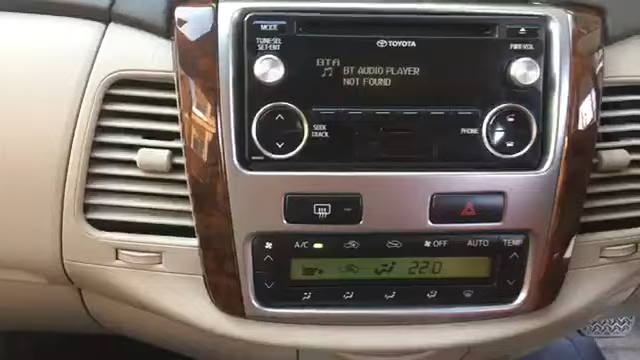 MODE
TOYOTA
TUNE•SEL
SET•ENT
PWR•VOL
BTA
BT AUDIO PLAYER
NOT FOUND
SEEK
TRACK
PHONE
A/C
OFF
AUTO
TEMP
22.0